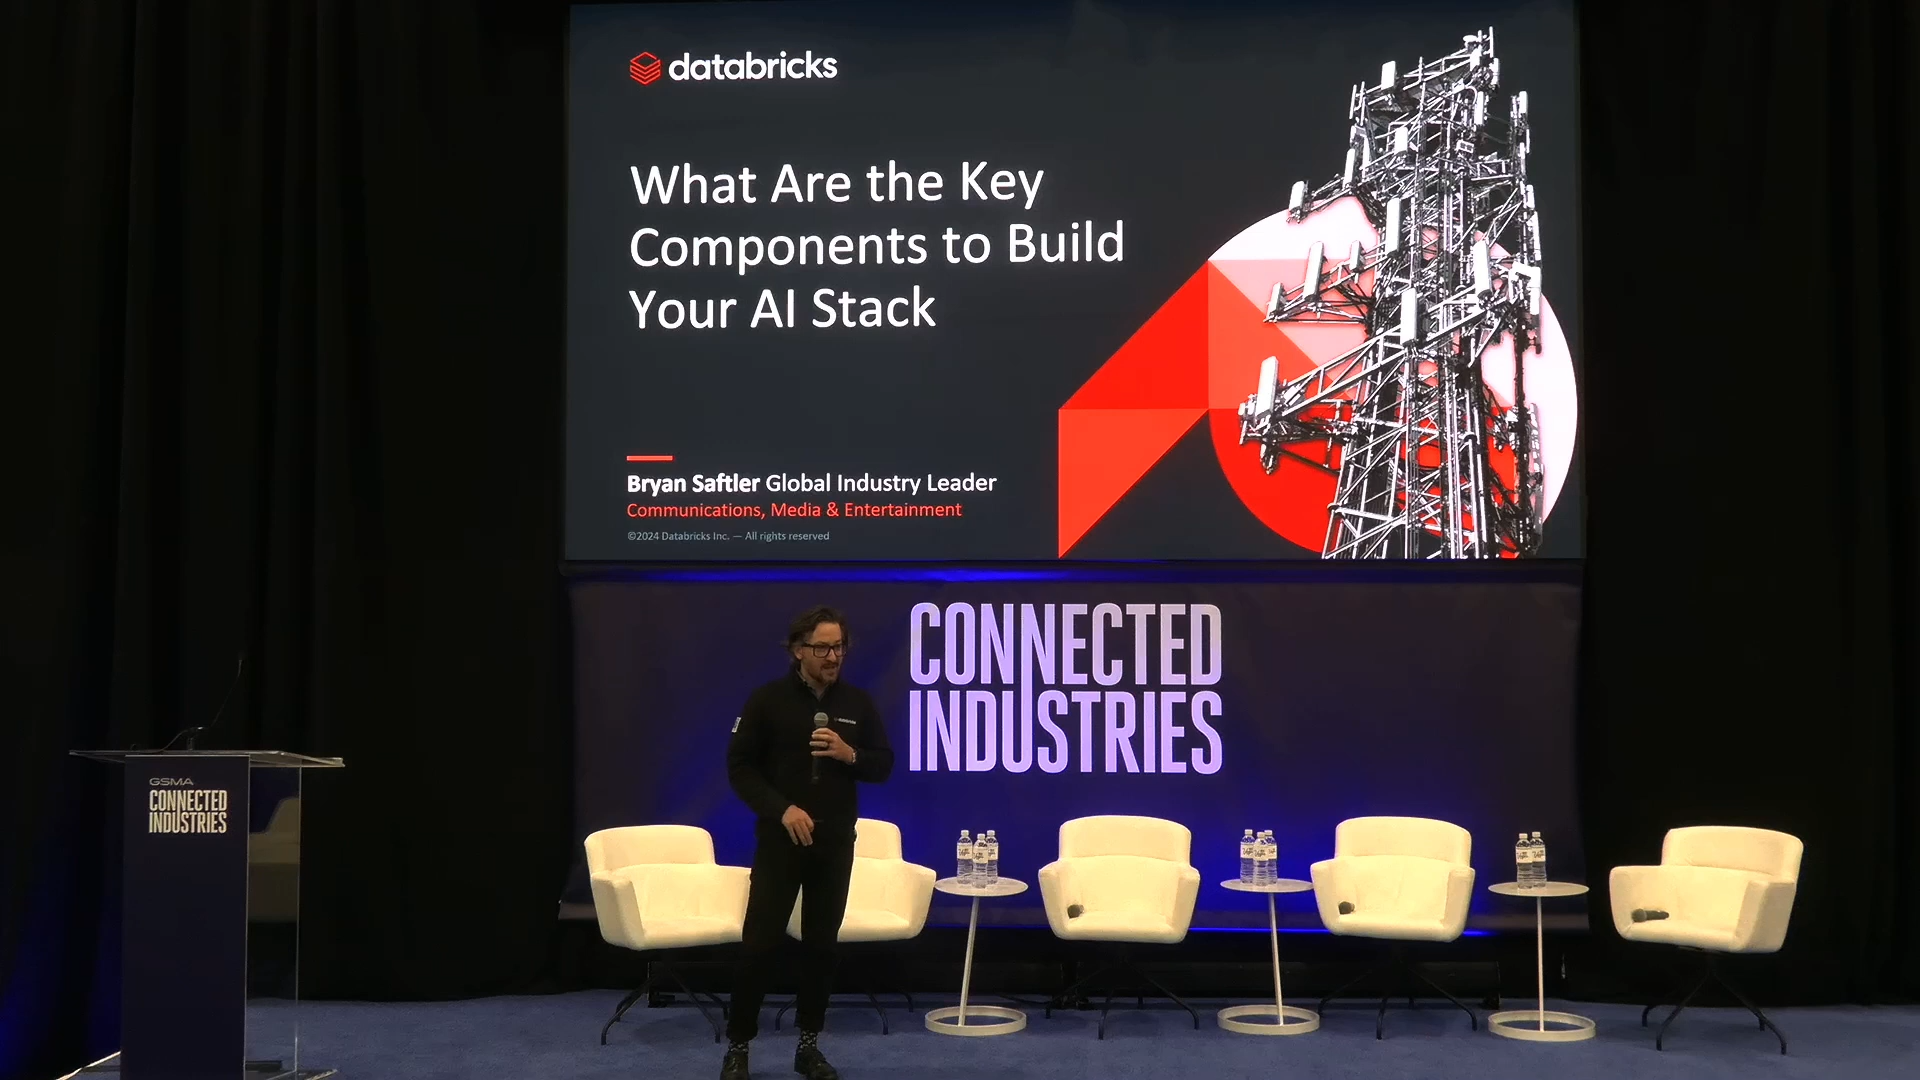 databricks
What Are the Key
Components to Build
Your AI Stack
Bryan Saftler Global Industry Leader
Communications, Media & Entertainment
©2024 Databricks Inc. — All rights reserved
CONNECTED
INDUSTRIES
databricks
GSMA
CONNECTED
INDUSTRIES